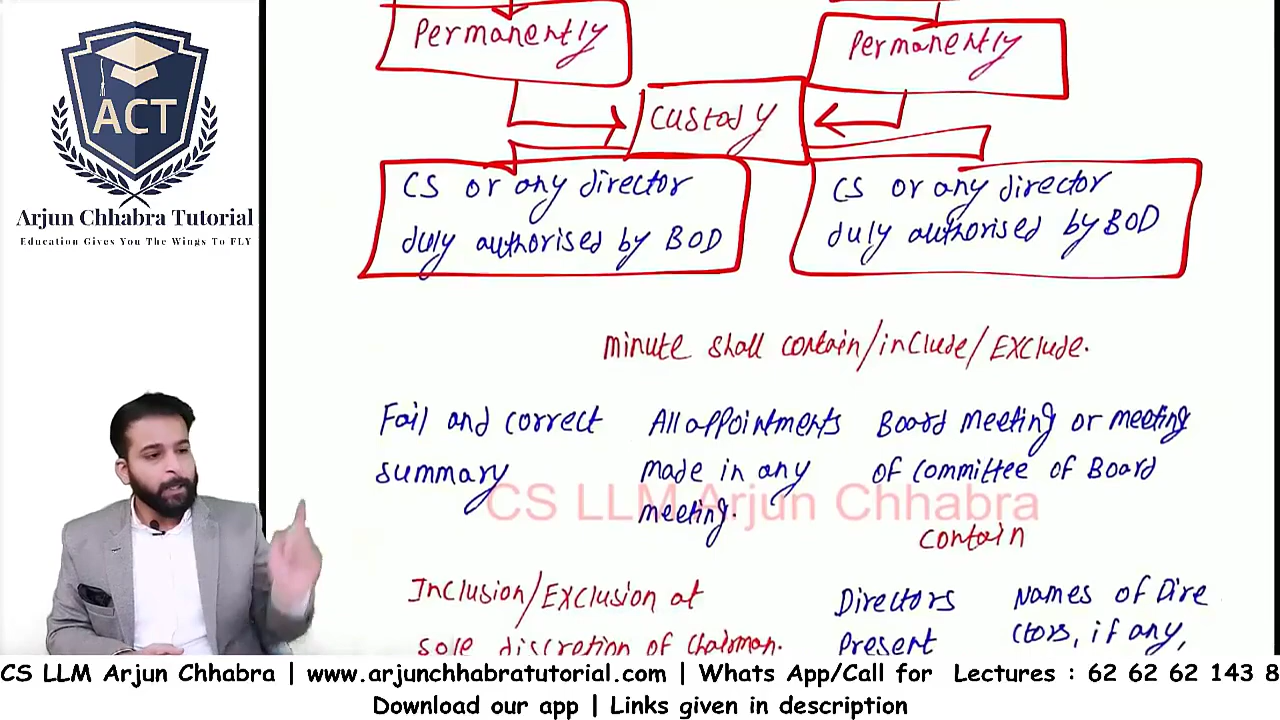 Permanently
Permanently
custody
CS or any director
duly authorised by BOD
CS or any director
duly authorised by BOD
minute shall contain/include/Exclude.
Fail and correct
summary
All appointments
made in any
meeting.
Board meeting or meeting
of committee of Board
contain
Inclusion/Exclusion at
sole discretion of Chairman.
Directors
Present
Names of Dire
ctors, if any,
CS LLM Arjun Chhabra
ACT
Arjun Chhabra Tutorial
Education Gives You The Wings To FLY
CS LLM Arjun Chhabra | www.arjunchhabratutorial.com | Whats App/Call for Lectures : 62 62 62 143 8
Download our app | Links given in description